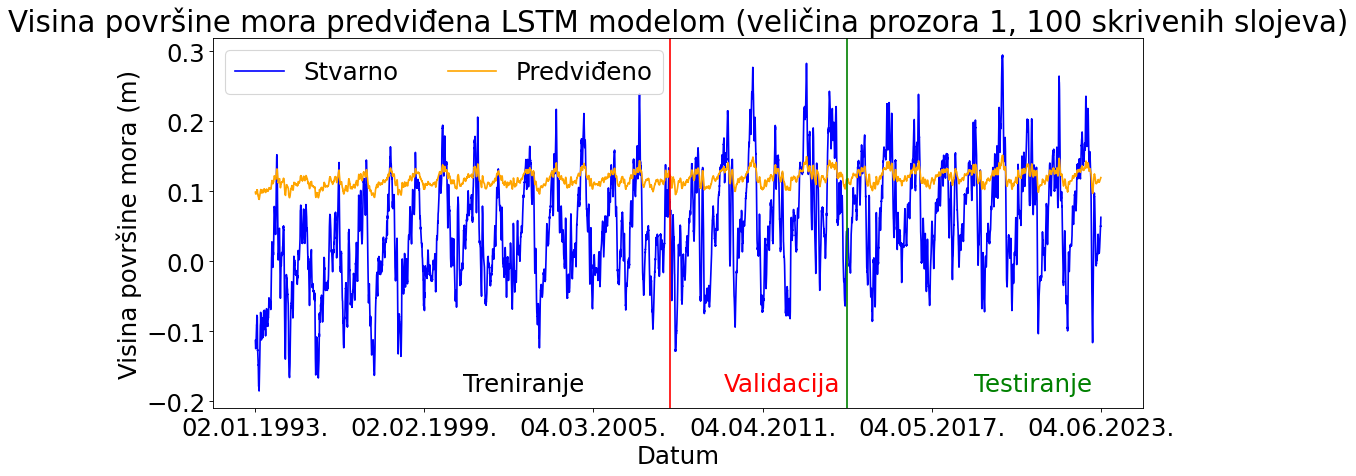 Visina površine mora predviđena LSTM modelom (veličina prozora 1, 100 skrivenih slojeva)
Stvarno
Predviđeno
Visina površine mora (m)
0.3
0.2
0.1
0.0
−0.1
−0.2
Treniranje
Validacija
Testiranje
02.01.1993.
02.02.1999.
04.03.2005.
04.04.2011.
04.05.2017.
04.06.2023.
Datum